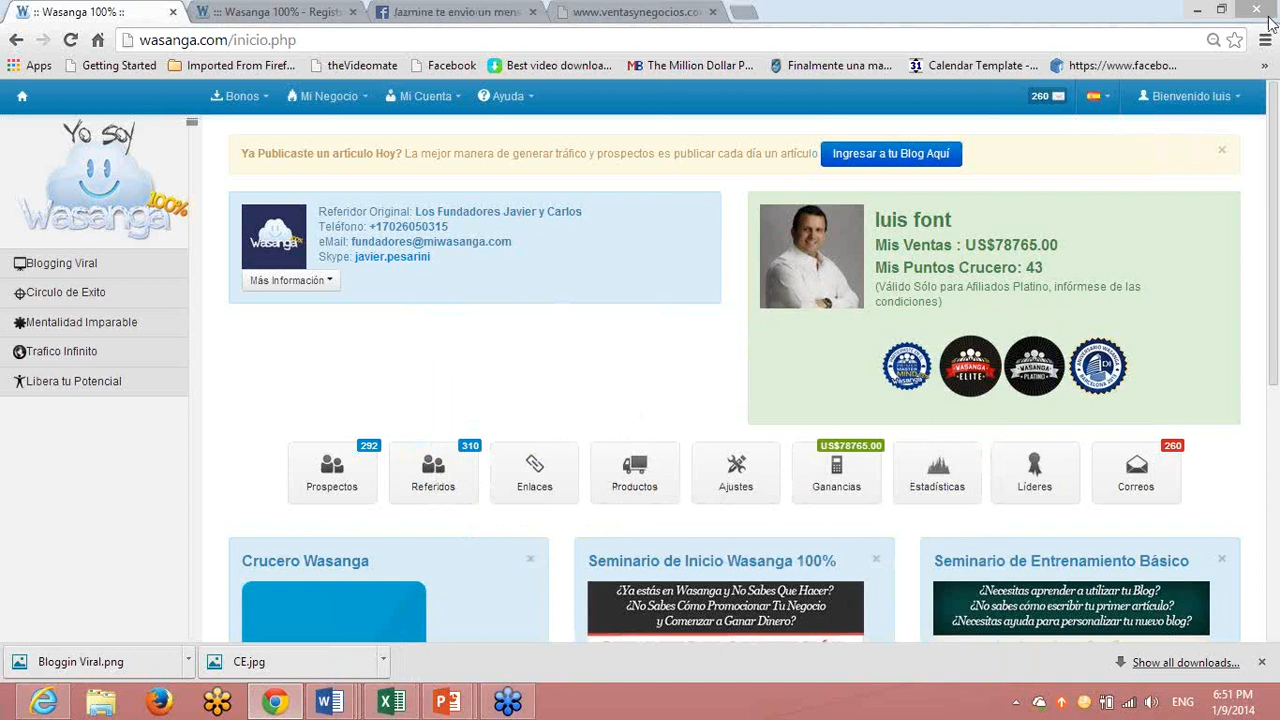 ::: Wasanga 100% :::
::: Wasanga 100% - Regist
Jazmine te envio un mens
www.ventasynegocios.co
wasanga.com/inicio.php
Apps
Getting Started
Imported From Firef...
theVideomate
Facebook
Best video downloa...
The Million Dollar P...
Finalmente una ma...
Calendar Template -...
https://www.facebo...
»
Bonos
Mi Negocio
Mi Cuenta
Ayuda
260
Bienvenido luis
Yo soy
Wasanga
100%
Blogging Viral
Circulo de Exito
Mentalidad Imparable
Trafico Infinito
Libera tu Potencial
Ya Publicaste un artículo Hoy? La mejor manera de generar tráfico y prospectos es publicar cada día un artículo
Ingresar a tu Blog Aquí
Wasanga
Referidor Original: Los Fundadores Javier y Carlos
Teléfono: +17026050315
eMail: fundadores@miwasanga.com
Skype: javier.pesarini
Más Información
luis font
Mis Ventas : US$78765.00
Mis Puntos Crucero: 43
(Válido Sólo para Afiliados Platino, infórmese de las
condiciones)
WASANGA
ELITE
WASANGA
PLATINO
292
Prospectos
310
Referidos
Enlaces
Productos
Ajustes
US$78765.00
Ganancias
Estadísticas
Líderes
260
Correos
Crucero Wasanga
Seminario de Inicio Wasanga 100%
¿Ya estás en Wasanga y No Sabes Que Hacer?
¿No Sabes Cómo Promocionar Tu Negocio
y Comenzar a Ganar Dinero?
Seminario de Entrenamiento Básico
¿Necesitas aprender a utilizar tu Blog?
¿No sabes cómo escribir tu primer artículo?
¿Necesitas ayuda para personalizar tu nuevo blog?
Bloggin Viral.png
CE.jpg
Show all downloads...
ENG
6:51 PM
1/9/2014